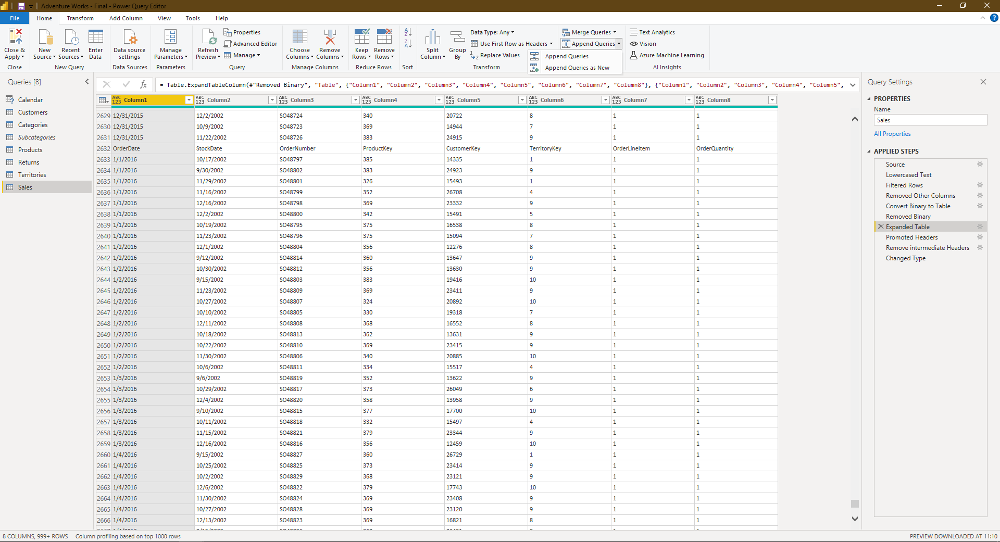 Adventure Works - Final - Power Query Editor
File Home Transform Add Column View Tools Help
Close & Apply
Close
New Source
Recent Sources
Enter Data
New Query
Data source settings
Data Sources
Manage Parameters
Parameters
Refresh Preview
Properties
Advanced Editor
Manage
Query
Choose Columns
Remove Columns
Manage Columns
Keep Rows
Remove Rows
Reduce Rows
Sort
Split Column
Group By
Data Type: Any
Use First Row as Headers
Replace Values
Transform
Merge Queries
Append Queries
Append Queries
Append Queries as New
Text Analytics
Vision
Azure Machine Learning
AI Insights
Queries [8]
Calendar
Customers
Categories
Subcategories
Products
Returns
Territories
Sales
fx = Table.ExpandTableColumn(#"Removed Binary", "Table", {"Column1", "Column2", "Column3", "Column4", "Column5", "Column6", "Column7", "Column8"}, {"Column1", "Column2", "Column3", "Column4", "Column5",
ABC 123 Column1 ABC 123 Column2 ABC 123 Column3 ABC 123 Column4 ABC 123 Column5 ABC 123 Column6 ABC 123 Column7 ABC 123 Column8
2629 12/31/2015 12/2/2002 SO48724 340 20722 8 1 1
2630 12/31/2015 10/9/2002 SO48723 369 14944 7 1 1
2631 12/31/2015 11/22/2002 SO48726 383 24915 9 1 1
2632 OrderDate StockDate OrderNumber ProductKey CustomerKey TerritoryKey OrderLineItem OrderQuantity
2633 1/1/2016 10/17/2002 SO48797 385 14335 1 1 1
2634 1/1/2016 9/30/2002 SO48802 383 24923 9 1 1
2635 1/1/2016 11/29/2002 SO48801 326 15493 1 1 1
2636 1/1/2016 11/16/2002 SO48799 352 26708 4 1 1
2637 1/1/2016 12/16/2002 SO48798 369 23332 9 1 1
2638 1/1/2016 12/2/2002 SO48800 342 15491 5 1 1
2639 1/1/2016 10/19/2002 SO48795 375 16538 8 1 1
2640 1/1/2016 11/23/2002 SO48796 375 15094 7 1 1
2641 1/2/2016 12/1/2002 SO48804 356 12276 8 1 1
2642 1/2/2016 9/12/2002 SO48814 360 13647 9 1 1
2643 1/2/2016 10/30/2002 SO48812 356 13630 9 1 1
2644 1/2/2016 9/15/2002 SO48803 383 19416 10 1 1
2645 1/2/2016 11/23/2002 SO48809 369 23411 9 1 1
2646 1/2/2016 10/27/2002 SO48807 324 20892 10 1 1
2647 1/2/2016 10/10/2002 SO48805 330 19318 7 1 1
2648 1/2/2016 12/11/2002 SO48808 368 16552 8 1 1
2649 1/2/2016 10/18/2002 SO48813 362 13631 9 1 1
2650 1/2/2016 10/22/2002 SO48810 369 23415 9 1 1
2651 1/2/2016 11/30/2002 SO48806 340 20885 10 1 1
2652 1/2/2016 10/6/2002 SO48811 334 15517 4 1 1
2653 1/3/2016 9/6/2002 SO48819 352 13622 9 1 1
2654 1/3/2016 10/29/2002 SO48817 373 26049 6 1 1
2655 1/3/2016 12/4/2002 SO48820 358 13958 9 1 1
2656 1/3/2016 9/10/2002 SO48815 377 17700 10 1 1
2657 1/3/2016 10/11/2002 SO48818 332 15497 4 1 1
2658 1/3/2016 11/15/2002 SO48821 379 23344 9 1 1
2659 1/3/2016 12/16/2002 SO48816 356 12459 10 1 1
2660 1/4/2016 9/15/2002 SO48827 360 26729 1 1 1
2661 1/4/2016 10/25/2002 SO48825 373 23414 9 1 1
2662 1/4/2016 10/2/2002 SO48829 368 23121 9 1 1
2663 1/4/2016 12/6/2002 SO48822 379 17743 10 1 1
2664 1/4/2016 11/30/2002 SO48824 369 23408 9 1 1
2665 1/4/2016 10/27/2002 SO48828 369 23120 9 1 1
2666 1/4/2016 12/13/2002 SO48823 369 16821 8 1 1
Query Settings
PROPERTIES
Name
Sales
All Properties
APPLIED STEPS
Source
Lowercased Text
Filtered Rows
Removed Other Columns
Convert Binary to Table
Removed Binary
Expanded Table
Promoted Headers
Remove intermediate Headers
Changed Type
8 COLUMNS, 999+ ROWS Column profiling based on top 1000 rows
PREVIEW DOWNLOADED AT 11:10